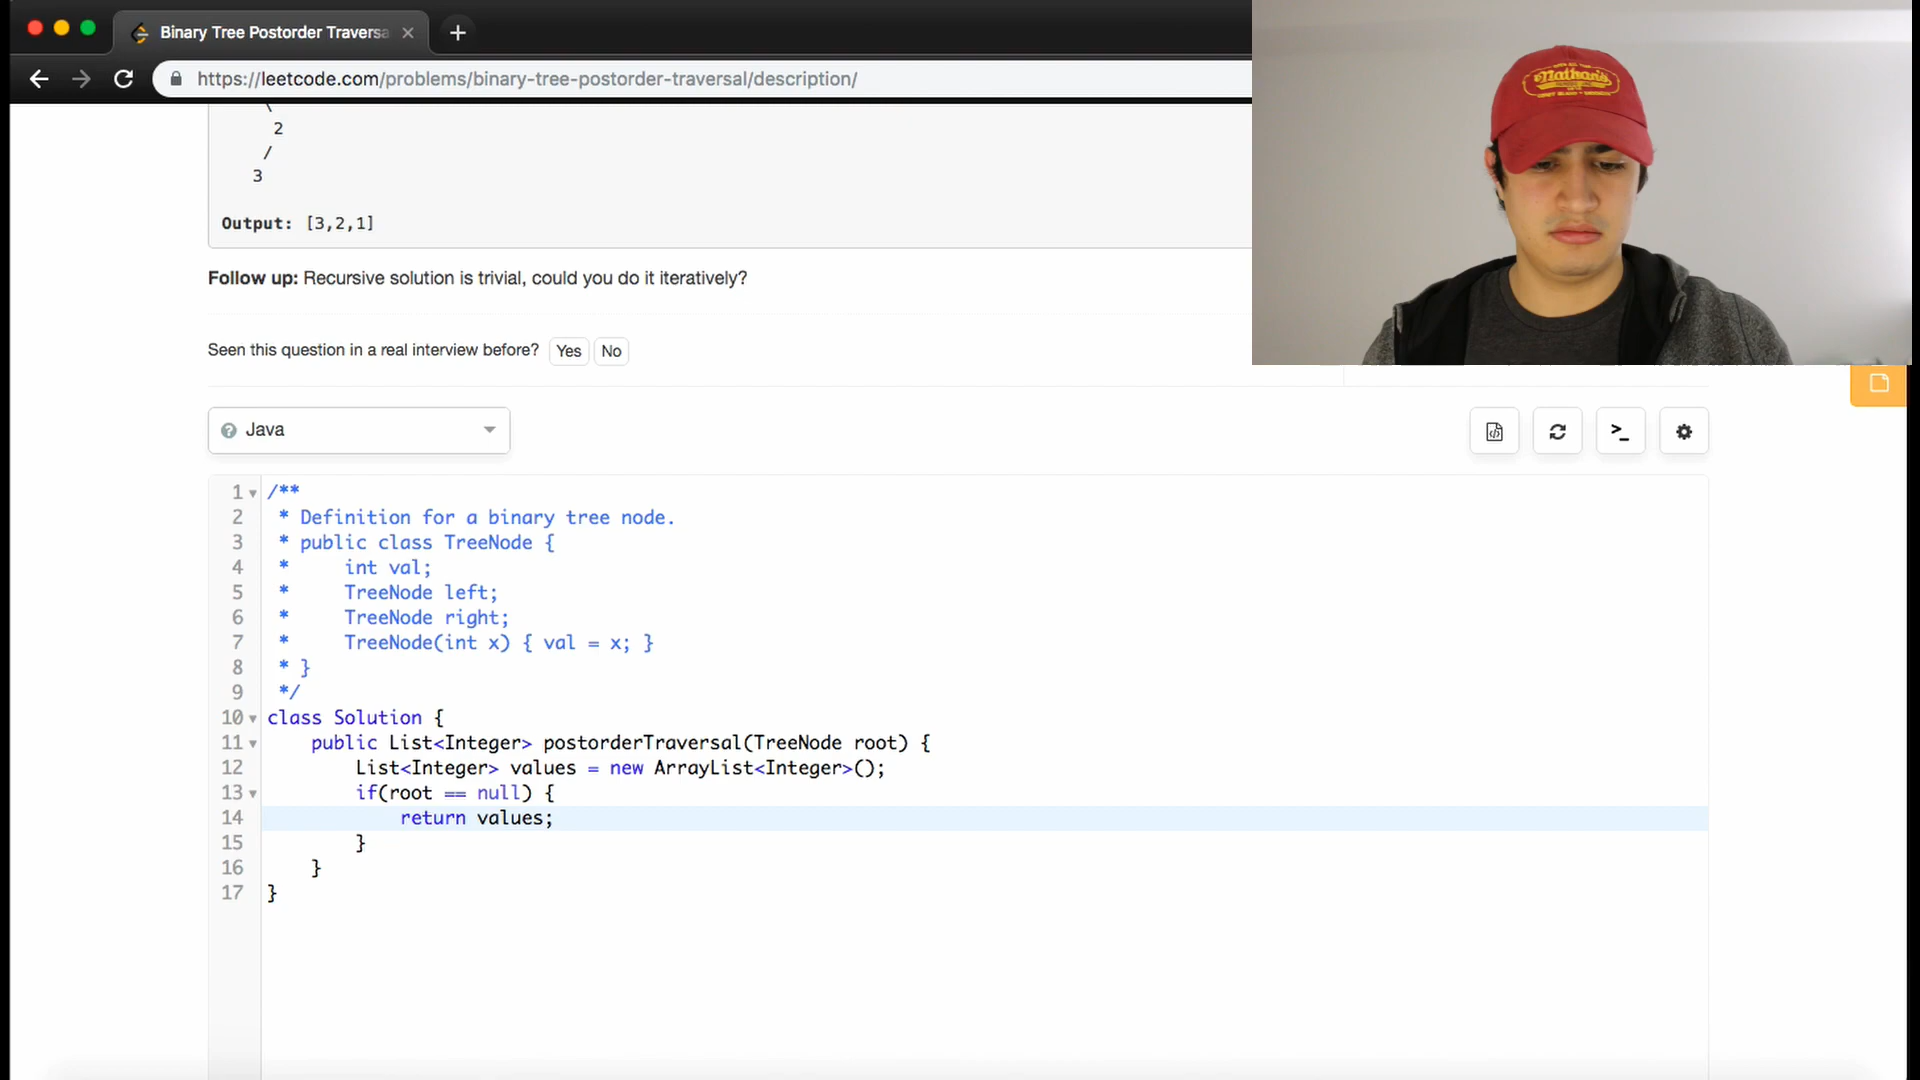 Binary Tree Postorder Traversa
https://leetcode.com/problems/binary-tree-postorder-traversal/description/
Nathan's
\
2
/
3
Output: [3,2,1]
Follow up: Recursive solution is trivial, could you do it iteratively?
Seen this question in a real interview before? Yes No
Java
>_
1 /**
2 * Definition for a binary tree node.
3 * public class TreeNode {
4 *     int val;
5 *     TreeNode left;
6 *     TreeNode right;
7 *     TreeNode(int x) { val = x; }
8 * }
9 */
10 class Solution {
11     public List<Integer> postorderTraversal(TreeNode root) {
12         List<Integer> values = new ArrayList<Integer>();
13         if(root == null) {
14             return values;
15         }
16     }
17 }